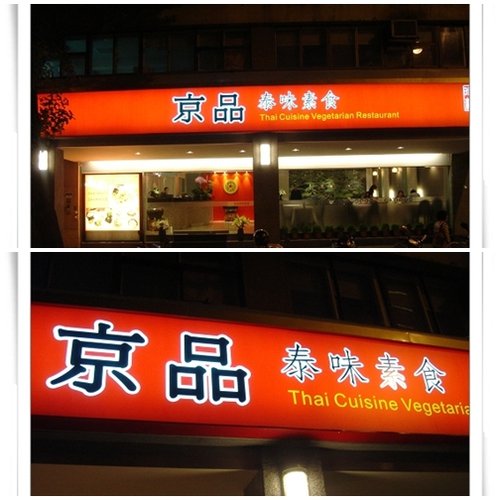 京品 泰味素食
Thai Cuisine Vegetarian Restaurant
京品 泰味素食
Thai Cuisine Vegetaria